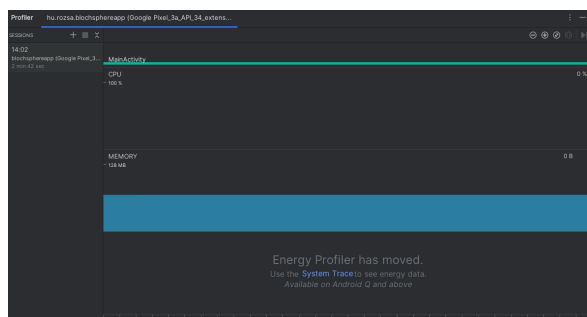 Profiler hu.rozsa.biochsphereapp (Google Pixel_3a_API_34_extens...
SESSIONS
14:02
biochsphereapp (Google Pixel_3...
2 min 42 sec
MainActivity
CPU 0 %
100 %
MEMORY 0 B
128 MB
Energy Profiler has moved.
Use the System Trace to see energy data.
Available on Android Q and above